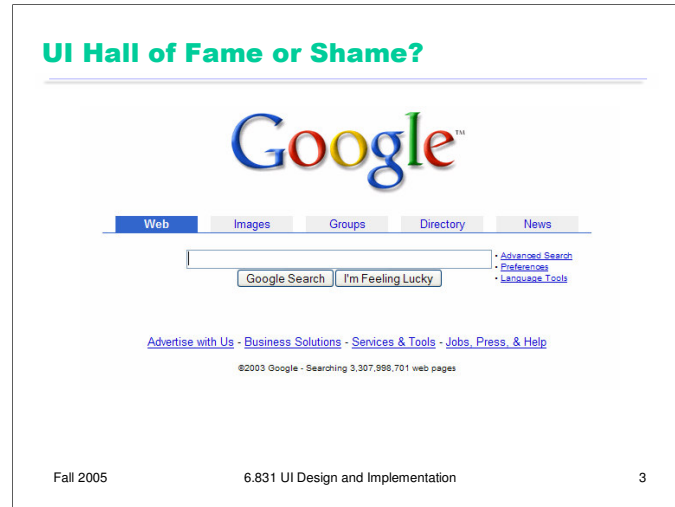 UI Hall of Fame or Shame?
Google™
Web Images Groups Directory News
• Advanced Search
• Preferences
• Language Tools
Google Search I'm Feeling Lucky
Advertise with Us - Business Solutions - Services & Tools - Jobs, Press, & Help
©2003 Google - Searching 3,307,998,701 web pages
Fall 2005 6.831 UI Design and Implementation 3